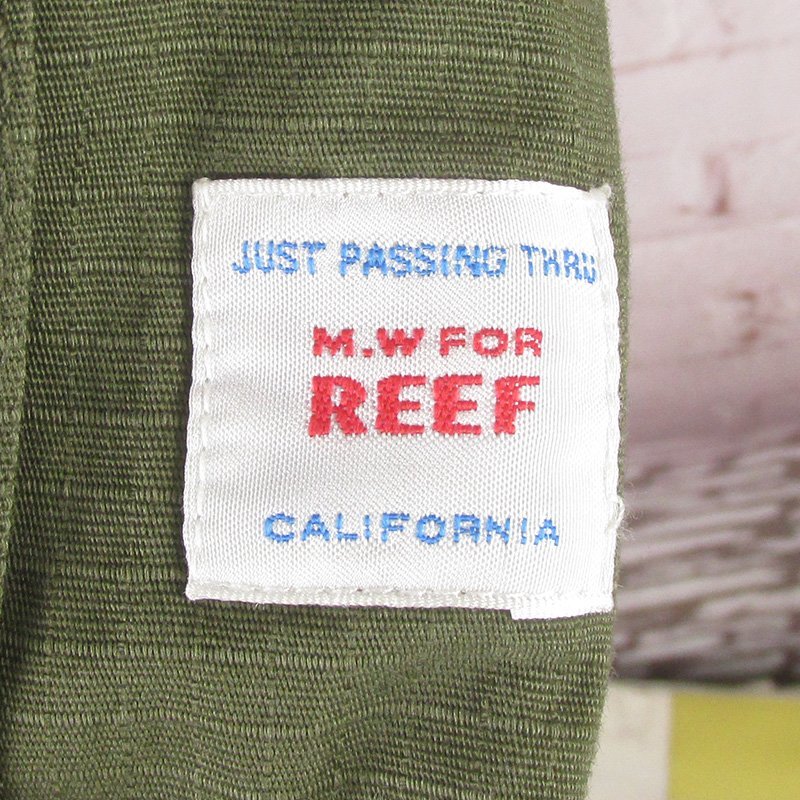 JUST PASSING THRU
M.W FOR
REEF
CALIFORNIA